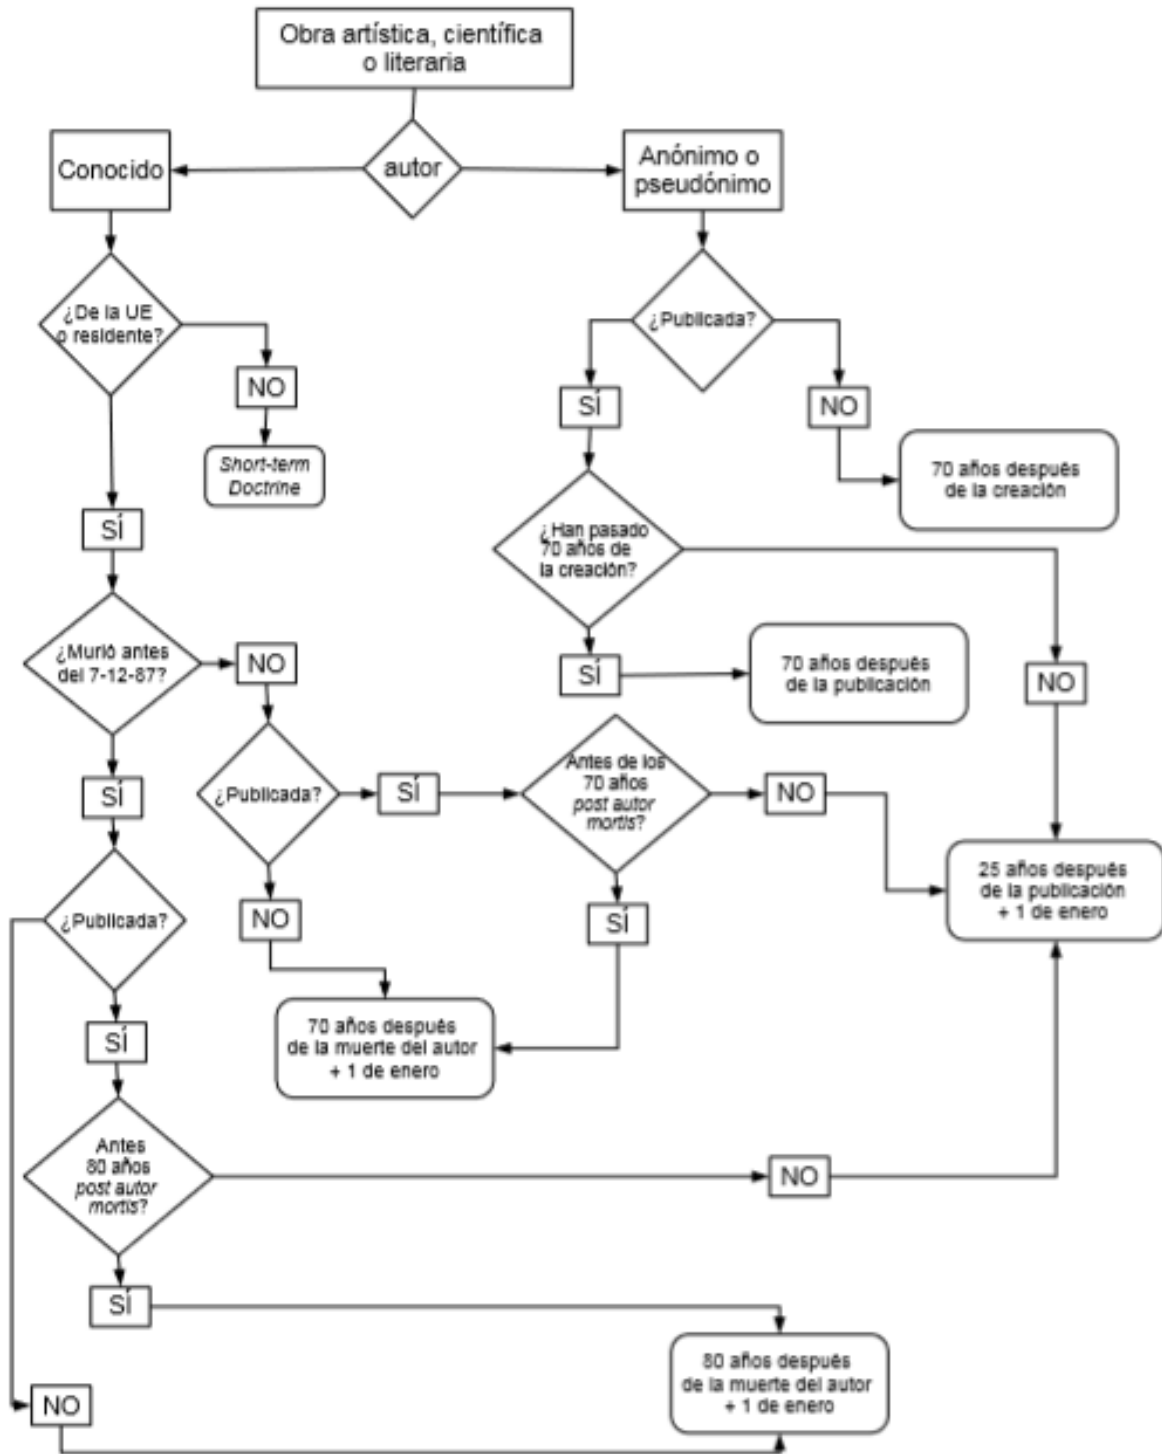 Obra artística, científica
o literaria
autor
Conocido
Anónimo o
pseudónimo
¿De la UE
o residente?
NO
Short-term
Doctrine
SÍ
¿Publicada?
SÍ
NO
70 años después
de la creación
¿Han pasado
70 años de
la creación?
SÍ
70 años después
de la publicación
NO
¿Murió antes
del 7-12-87?
NO
SÍ
¿Publicada?
SÍ
Antes de los
70 años
post autor
mortis?
NO
25 años después
de la publicación
+ 1 de enero
NO
SÍ
70 años después
de la muerte del autor
+ 1 de enero
¿Publicada?
SÍ
Antes
80 años
post autor
mortis?
NO
SÍ
80 años después
de la muerte del autor
+ 1 de enero
NO